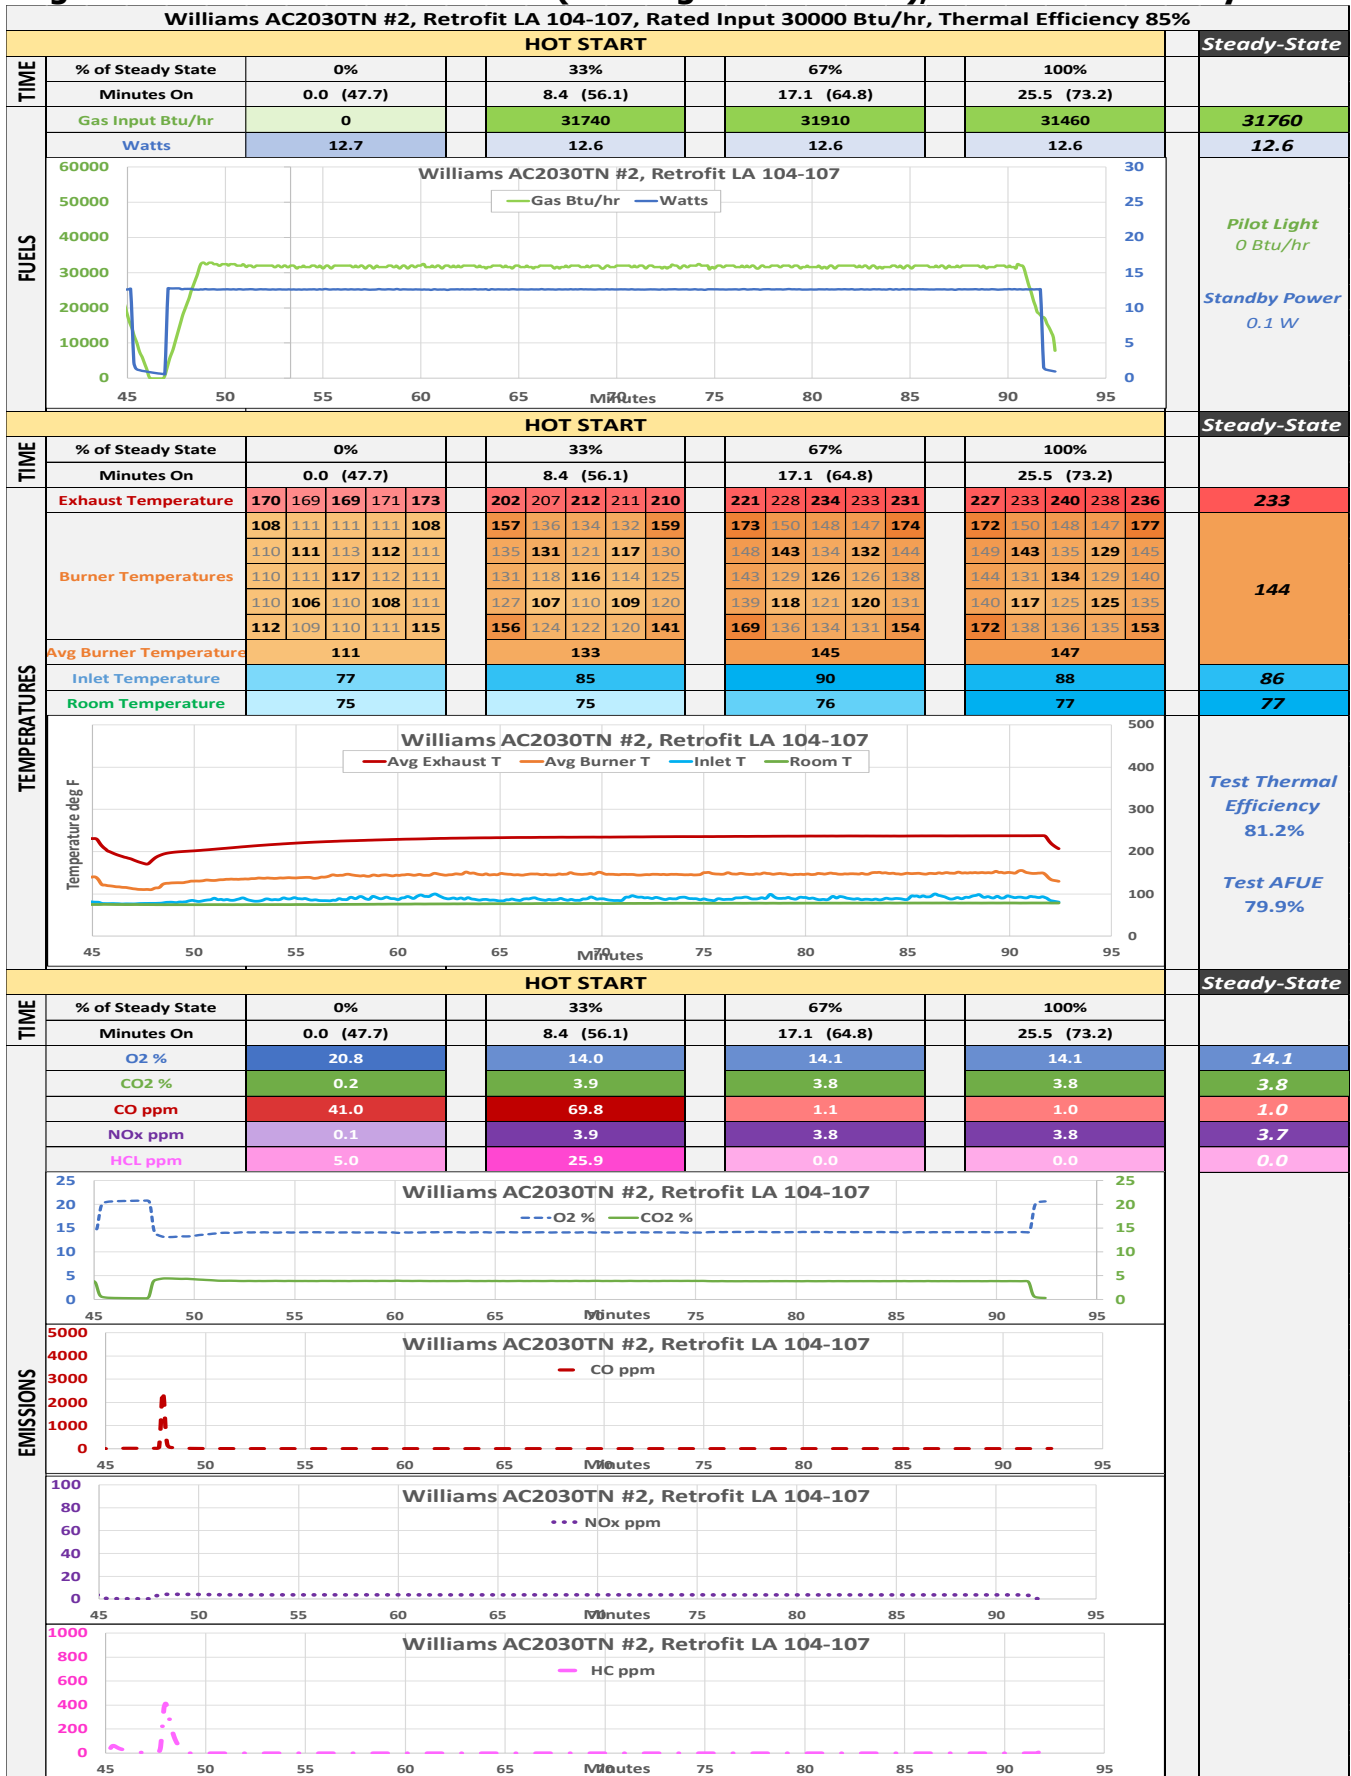 Williams AC2030TN #2, Retrofit LA 104-107, Rated Input 30000 Btu/hr, Thermal Efficiency 85%
HOT START Steady-State
TIME
% of Steady State 0% 33% 67% 100%
Minutes On 0.0 (47.7) 8.4 (56.1) 17.1 (64.8) 25.5 (73.2)
FUELS
Gas Input Btu/hr 0 31740 31910 31460 31760
Watts 12.7 12.6 12.6 12.6 12.6
Williams AC2030TN #2, Retrofit LA 104-107
Gas Btu/hr Watts
60000 30
50000 25
40000 20
30000 15
20000 10
10000 5
0 0
45 50 55 60 65 70 75 80 85 90 95
Minutes
Pilot Light
0 Btu/hr
Standby Power
0.1 W
HOT START Steady-State
TIME
% of Steady State 0% 33% 67% 100%
Minutes On 0.0 (47.7) 8.4 (56.1) 17.1 (64.8) 25.5 (73.2)
TEMPERATURES
Exhaust Temperature 170 169 169 171 173 202 207 212 211 210 221 228 234 233 231 227 233 240 238 236 233
108 111 111 111 108 157 136 134 132 159 173 150 148 147 174 172 150 148 147 177
110 111 113 112 111 135 131 121 117 130 148 143 134 132 144 149 143 135 129 145
Burner Temperatures 110 111 117 112 111 131 118 116 114 125 143 129 126 126 138 144 131 134 129 140 144
110 106 110 108 111 127 107 110 109 120 139 118 121 120 131 140 117 125 125 135
112 109 110 111 115 156 124 122 120 141 169 136 134 131 154 172 138 136 135 153
Avg Burner Temperature 111 133 145 147
Inlet Temperature 77 85 90 88 86
Room Temperature 75 75 76 77 77
Williams AC2030TN #2, Retrofit LA 104-107
Avg Exhaust T Avg Burner T Inlet T Room T
Temperature deg F
500
400
300
200
100
0
45 50 55 60 65 70 75 80 85 90 95
Minutes
Test Thermal
Efficiency
81.2%
Test AFUE
79.9%
HOT START Steady-State
TIME
% of Steady State 0% 33% 67% 100%
Minutes On 0.0 (47.7) 8.4 (56.1) 17.1 (64.8) 25.5 (73.2)
EMISSIONS
O2 % 20.8 14.0 14.1 14.1 14.1
CO2 % 0.2 3.9 3.8 3.8 3.8
CO ppm 41.0 69.8 1.1 1.0 1.0
NOx ppm 0.1 3.9 3.8 3.8 3.7
HCL ppm 5.0 25.9 0.0 0.0 0.0
Williams AC2030TN #2, Retrofit LA 104-107
O2 % CO2 %
25 25
20 20
15 15
10 10
5 5
0 0
45 50 55 60 65 70 75 80 85 90 95
Minutes
Williams AC2030TN #2, Retrofit LA 104-107
CO ppm
5000
4000
3000
2000
1000
0
45 50 55 60 65 70 75 80 85 90 95
Minutes
Williams AC2030TN #2, Retrofit LA 104-107
NOx ppm
100
80
60
40
20
0
45 50 55 60 65 70 75 80 85 90 95
Minutes
Williams AC2030TN #2, Retrofit LA 104-107
HC ppm
1000
800
600
400
200
0
45 50 55 60 65 70 75 80 85 90 95
Minutes